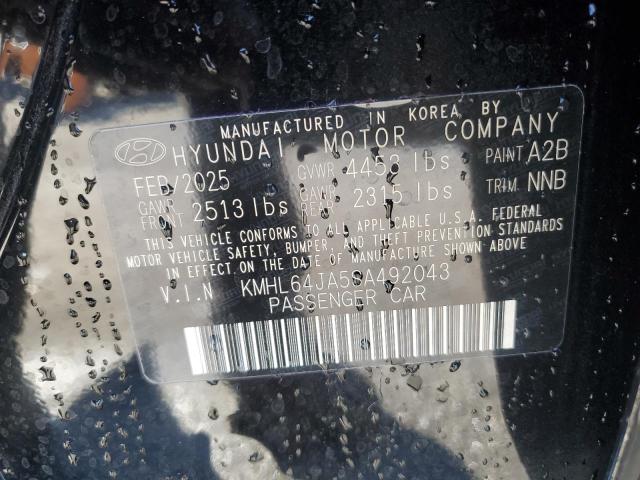 MANUFACTURED IN KOREA BY
HYUNDAI MOTOR COMPANY
FEB/2025 GVWR 4453 lbs PAINT A2B
GAWR FRONT 2513 lbs GAWR REAR 2315 lbs TRIM NNB
THIS VEHICLE CONFORMS TO ALL APPLICABLE U.S.A. FEDERAL
MOTOR VEHICLE SAFETY, BUMPER, AND THEFT PREVENTION STANDARDS
IN EFFECT ON THE DATE OF MANUFACTURE SHOWN ABOVE
V.I.N KMHL64JA5SA492043
PASSENGER CAR